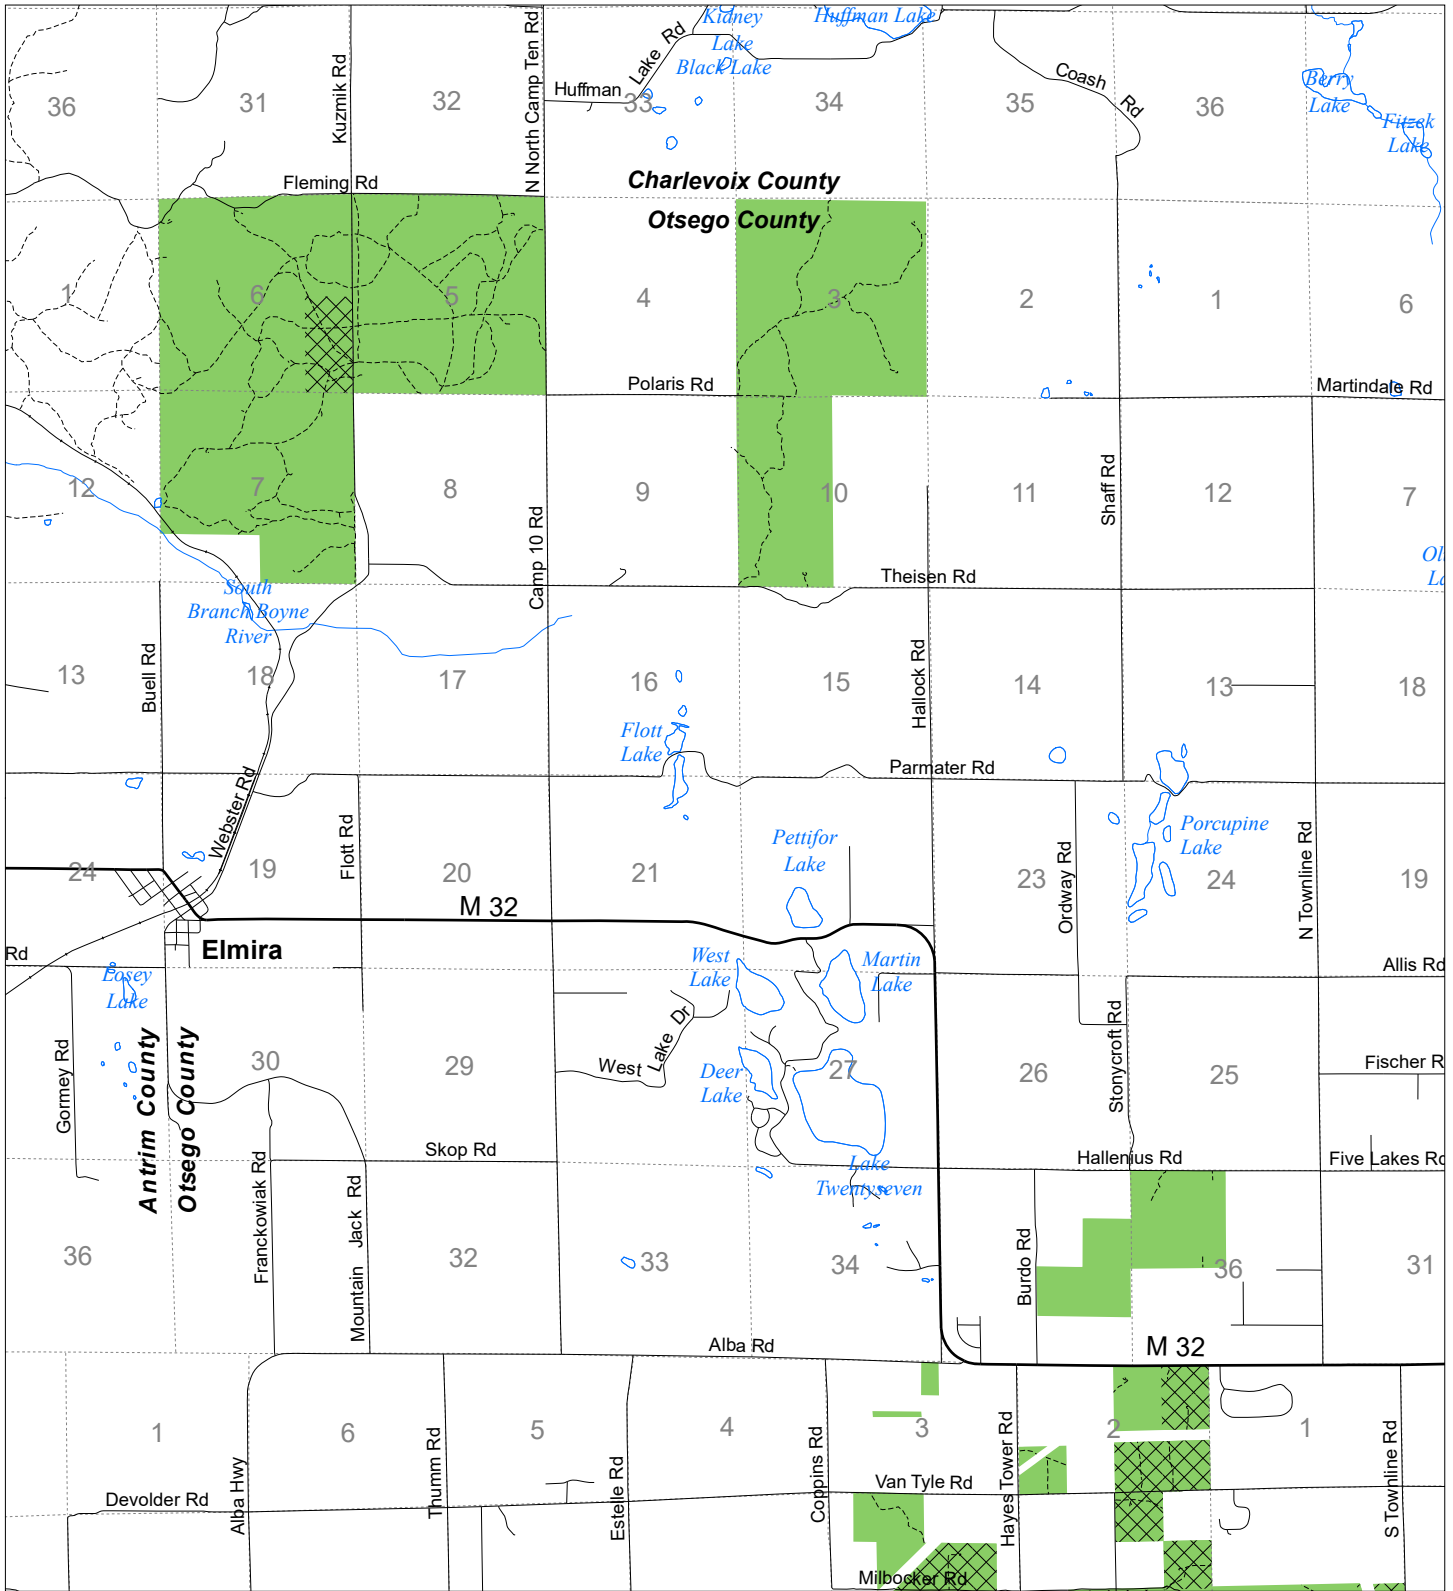 Kidney
Lake
Huffman Lake
Black Lake
Huffman
Lake Rd
Coash
Rd
Berry
Lake
Fitzek
Lake
Kuzmik Rd
N North Camp Ten Rd
36
31
32
33
34
35
36
Fleming Rd
Charlevoix County
Otsego County
1
6
5
4
3
2
1
6
Polaris Rd
Martindale Rd
12
7
8
9
10
11
12
7
Camp 10 Rd
Shaff Rd
Theisen Rd
South
Branch Boyne
River
Buell Rd
13
18
17
16
15
14
13
18
Hallock Rd
Flott
Lake
Parmater Rd
Webster Rd
Flott Rd
Pettifor
Lake
Porcupine
Lake
Ordway Rd
N Townline Rd
24
19
20
21
23
24
19
M 32
Elmira
Rd
Losey
Lake
West
Lake
Martin
Lake
Allis Rd
Gorney Rd
Antrim County
Otsego County
30
29
West
Lake Dr
Deer
Lake
27
26
Stonycroft Rd
25
Fischer R
Skop Rd
Hallenius Rd
Five Lakes Rd
Lake
Twentyseven
Franckowiak Rd
Mountain Jack Rd
Burdo Rd
36
32
33
34
36
31
Alba Rd
M 32
1
6
5
4
3
2
1
Alba Hwy
Thumm Rd
Estelle Rd
Coppins Rd
Hayes Tower Rd
S Townline Rd
Devolder Rd
Van Tyle Rd
Milbocker Rd